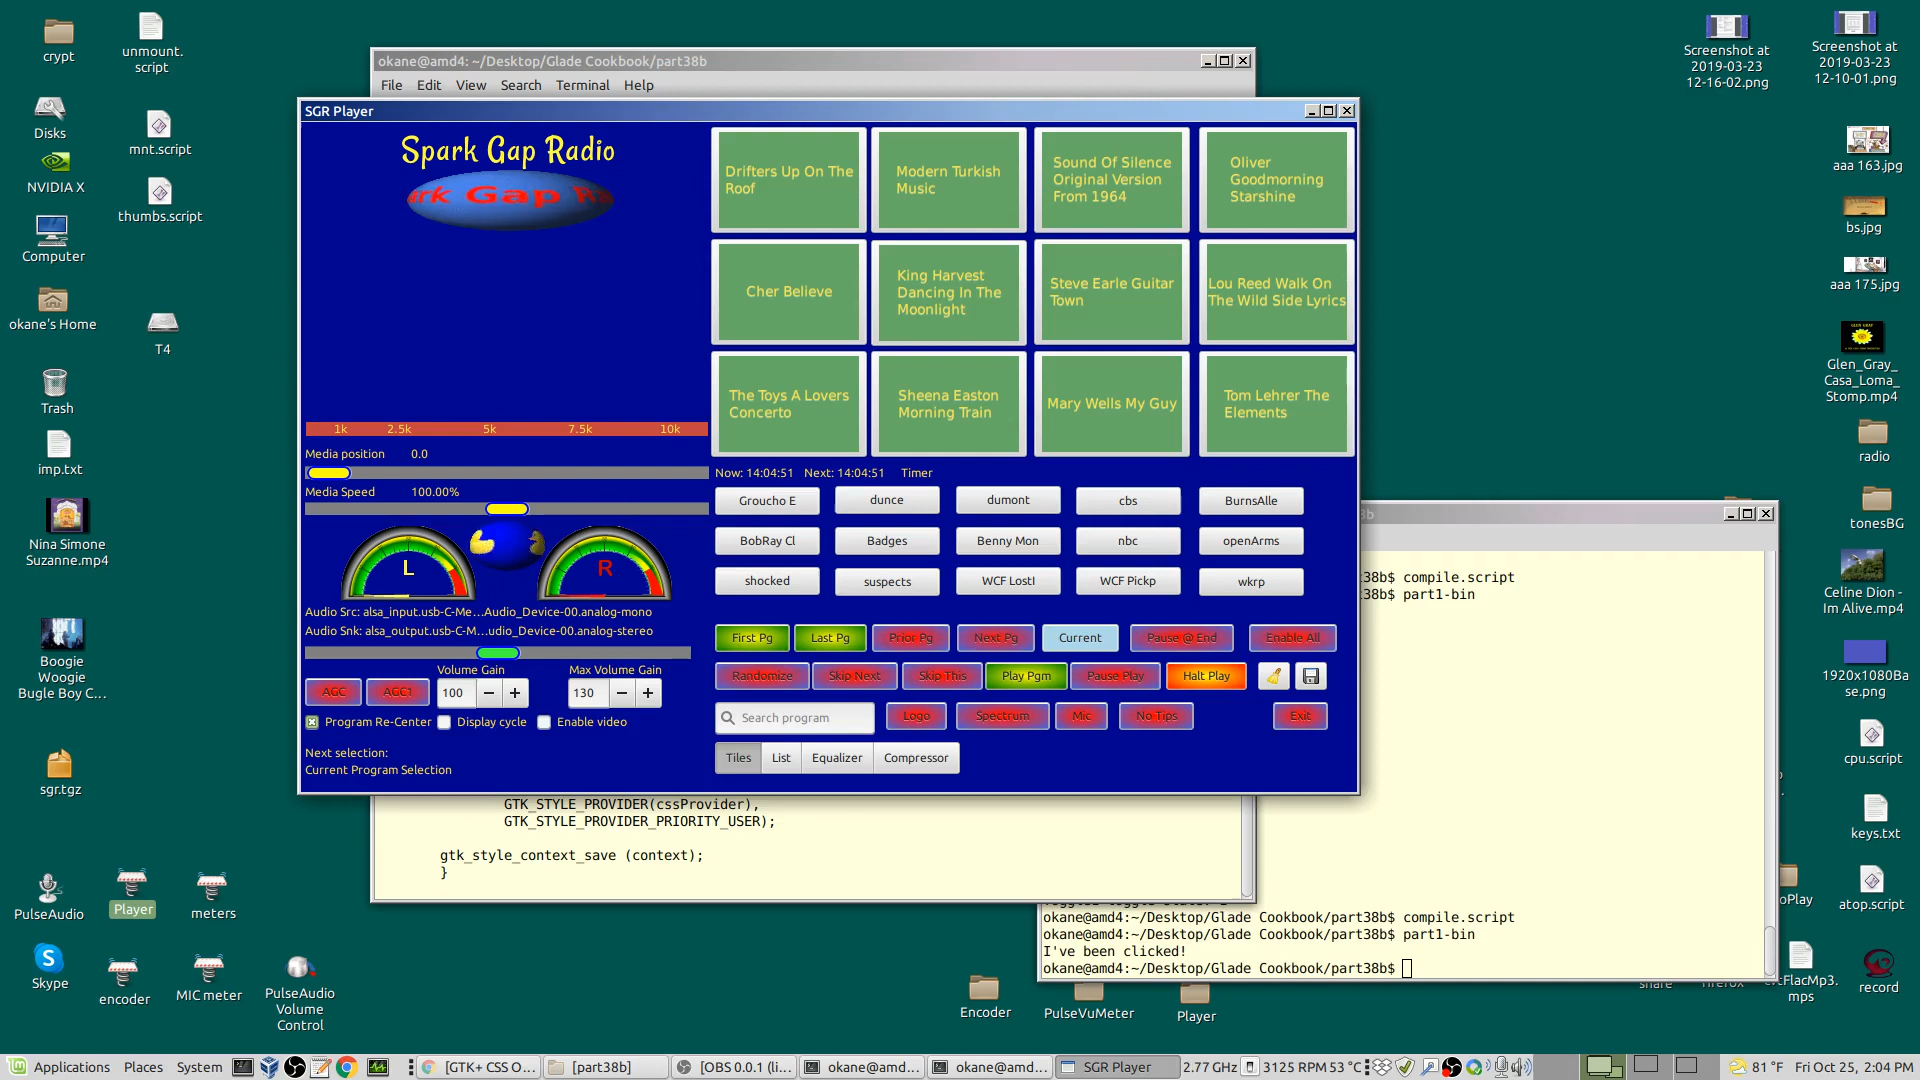 crypt
unmount.
script
Disks
mnt.script
NVIDIA X
thumbs.script
Computer
okane's Home
T4
Trash
imp.txt
Nina Simone
Suzanne.mp4
Boogie
Woogie
Bugle Boy C...
sgr.tgz
PulseAudio
Player
meters
Skype
encoder
MIC meter
PulseAudio
Volume
Control
okane@amd4: ~/Desktop/Glade Cookbook/part38b
File Edit View Search Terminal Help
SGR Player
Spark Gap Radio
rk Gap R
1k 2.5k 5k 7.5k 10k
Media position 0.0
Media Speed 100.00%
L
R
Audio Src: alsa_input.usb-C-Me...Audio_Device-00.analog-mono
Audio Snk: alsa_output.usb-C-M...udio_Device-00.analog-stereo
Volume Gain Max Volume Gain
AGC AGC1 100 − + 130 − +
Program Re-Center Display cycle Enable video
Next selection:
Current Program Selection
Drifters Up On The
Roof
Modern Turkish
Music
Sound Of Silence
Original Version
From 1964
Oliver
Goodmorning
Starshine
Cher Believe
King Harvest
Dancing In The
Moonlight
Steve Earle Guitar
Town
Lou Reed Walk On
The Wild Side Lyrics
The Toys A Lovers
Concerto
Sheena Easton
Morning Train
Mary Wells My Guy
Tom Lehrer The
Elements
Now: 14:04:51 Next: 14:04:51 Timer
Groucho E dunce dumont cbs BurnsAlle
BobRay Cl Badges Benny Mon nbc openArms
shocked suspects WCF Lost! WCF Pickp wkrp
First Pg Last Pg Prior Pg Next Pg Current Pause @ End Enable All
Randomize Skip Next Skip This Play Pgm Pause Play Halt Play
Search program Logo Spectrum Mic No Tips Exit
Tiles List Equalizer Compressor
GTK_STYLE_PROVIDER(cssProvider),
GTK_STYLE_PROVIDER_PRIORITY_USER);
gtk_style_context_save (context);
}
8b
38b$ compile.script
38b$ part1-bin
okane@amd4:~/Desktop/Glade Cookbook/part38b$ compile.script
okane@amd4:~/Desktop/Glade Cookbook/part38b$ part1-bin
I've been clicked!
okane@amd4:~/Desktop/Glade Cookbook/part38b$
Encoder
PulseVuMeter
Player
Screenshot at
2019-03-23
12-16-02.png
Screenshot at
2019-03-23
12-10-01.png
aaa 163.jpg
bs.jpg
aaa 175.jpg
Glen_Gray_
Casa_Loma_
Stomp.mp4
radio
tonesBG
Celine Dion -
Im Alive.mp4
1920x1080Ba
se.png
cpu.script
keys.txt
oPlay
atop.script
share
cvtFlacMp3.
mps
record
Applications Places System [GTK+ CSS O... [part38b] [OBS 0.0.1 (li... okane@amd... okane@amd... SGR Player 2.77 GHz 3125 RPM 53 °C 81 °F Fri Oct 25, 2:04 PM